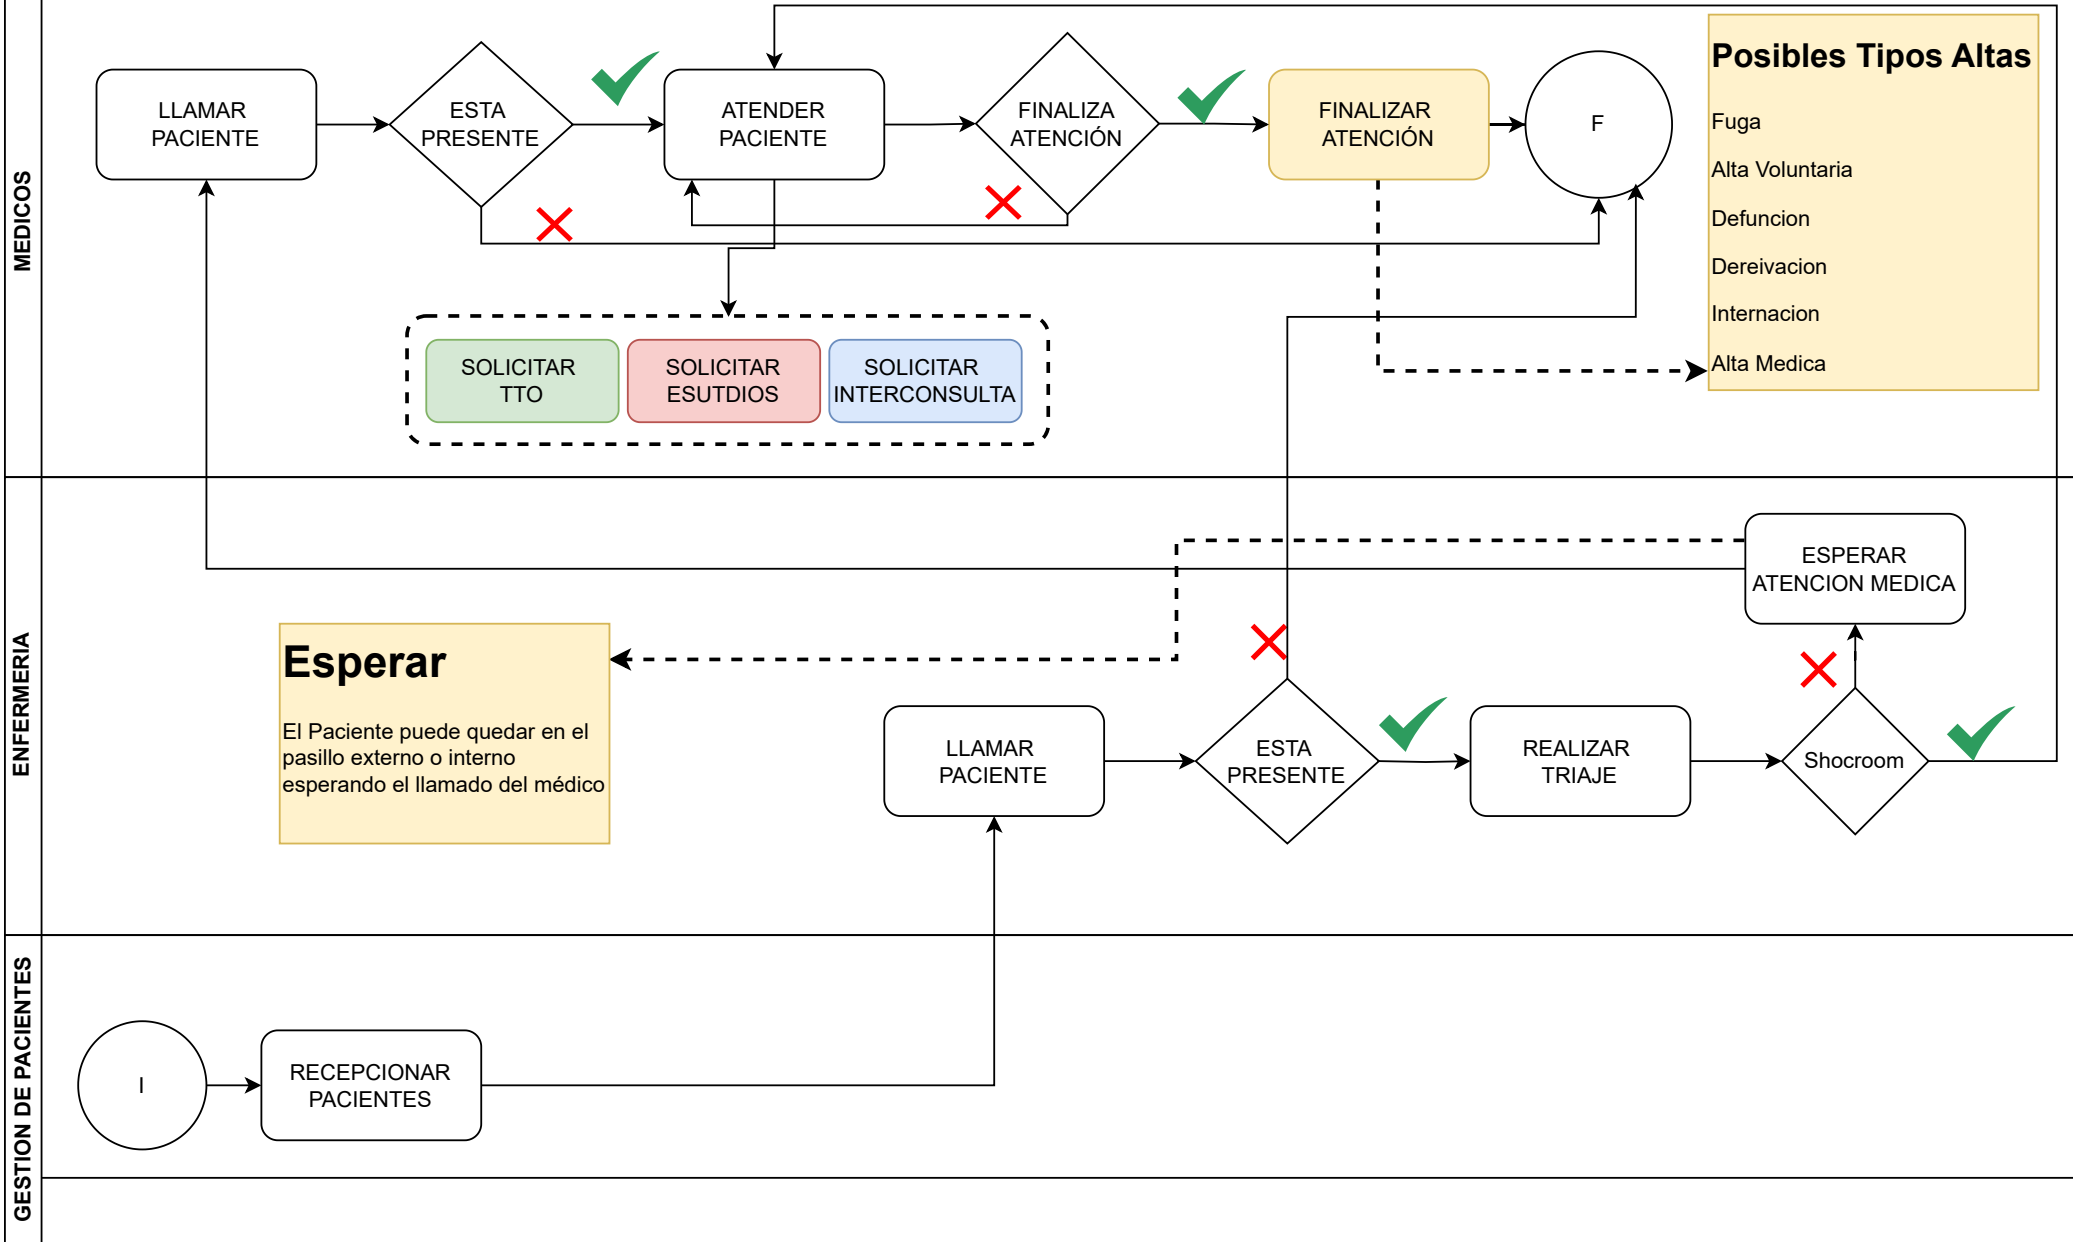 MEDICOS
LLAMAR
PACIENTE
ESTA
PRESENTE
ATENDER
PACIENTE
FINALIZA
ATENCIÓN
FINALIZAR
ATENCIÓN
F
Posibles Tipos Altas
Fuga
Alta Voluntaria
Defuncion
Dereivacion
Internacion
Alta Medica
SOLICITAR
TTO
SOLICITAR
ESUTDIOS
SOLICITAR
INTERCONSULTA
ENFERMERIA
ESPERAR
ATENCION MEDICA
Esperar
El Paciente puede quedar en el
pasillo externo o interno
esperando el llamado del médico
LLAMAR
PACIENTE
ESTA
PRESENTE
REALIZAR
TRIAJE
Shocroom
GESTION DE PACIENTES
I
RECEPCIONAR
PACIENTES